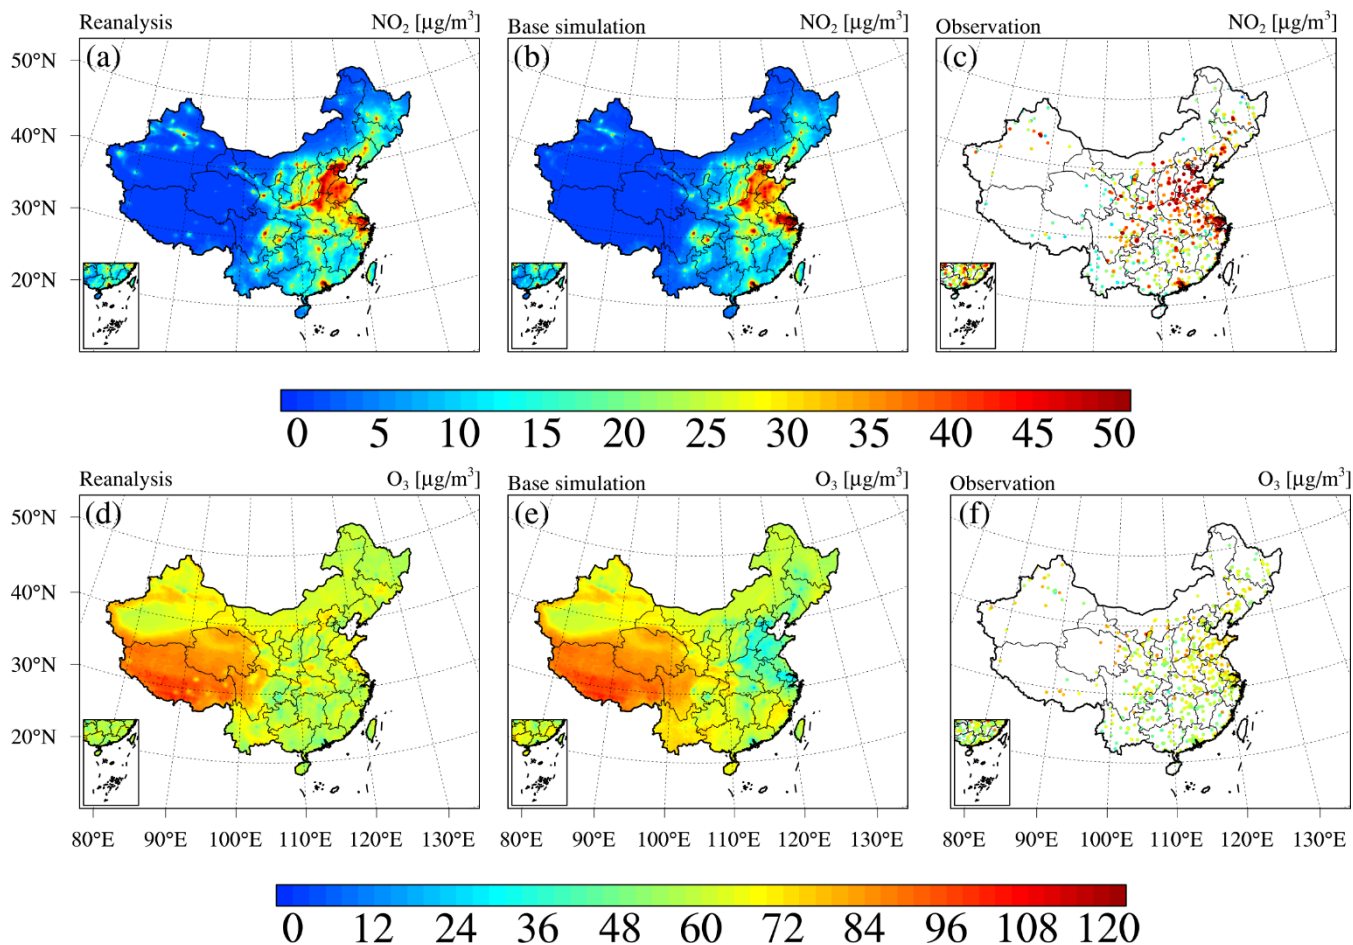 Reanalysis NO₂ [µg/m³] Base simulation NO₂ [µg/m³] Observation NO₂ [µg/m³]
(a) (b) (c)
50°N
40°N
30°N
20°N
0 5 10 15 20 25 30 35 40 45 50
Reanalysis O₃ [µg/m³] Base simulation O₃ [µg/m³] Observation O₃ [µg/m³]
(d) (e) (f)
50°N
40°N
30°N
20°N
80°E 90°E 100°E 110°E 120°E 130°E 80°E 90°E 100°E 110°E 120°E 130°E 80°E 90°E 100°E 110°E 120°E 130°E
0 12 24 36 48 60 72 84 96 108 120